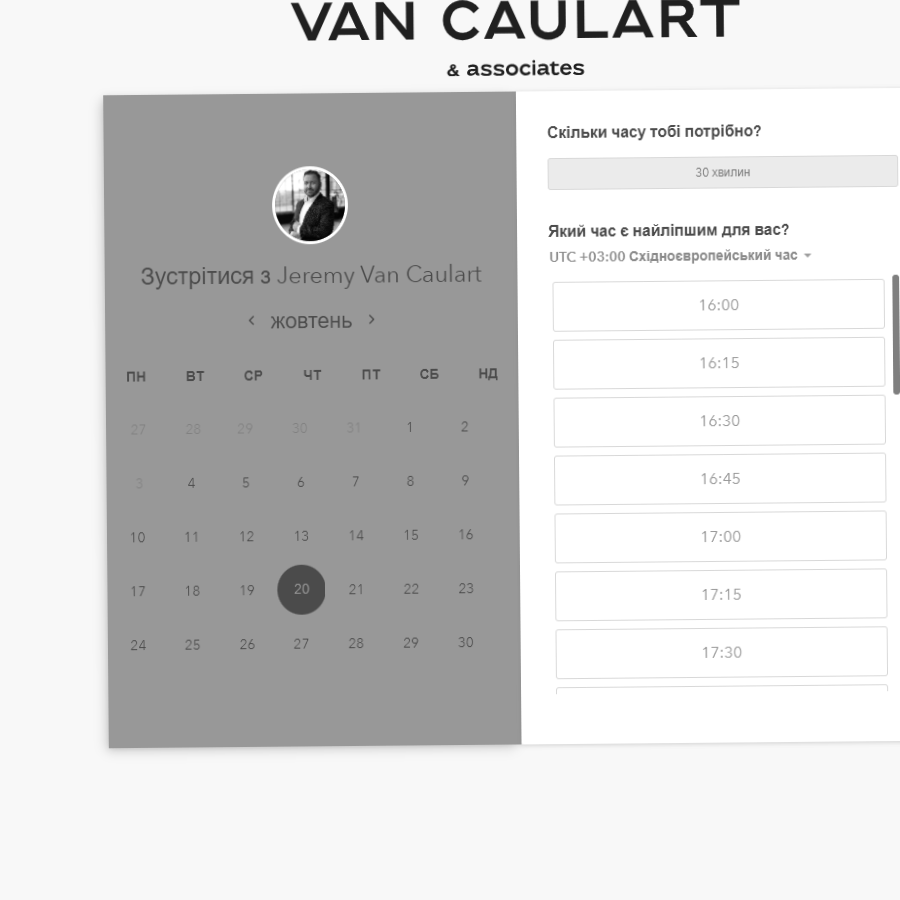 VAN CAULART
& associates
Зустрітися з Jeremy Van Caulart
жовтень
ПН ВТ СР ЧТ ПТ СБ НД
27 28 29 30 31 1 2
3 4 5 6 7 8 9
10 11 12 13 14 15 16
17 18 19 20 21 22 23
24 25 26 27 28 29 30
Скільки часу тобі потрібно?
30 хвилин
Який час є найліпшим для вас?
UTC +03:00 Східноєвропейський час
16:00
16:15
16:30
16:45
17:00
17:15
17:30